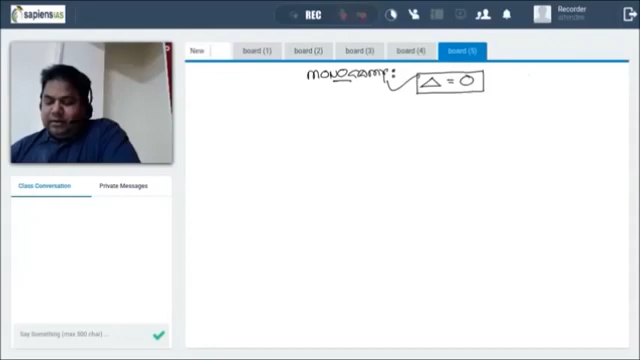 sapiensIAS
REC
Recorder
attendee
New
board (1)
board (2)
board (3)
board (4)
board (5)
Δ = 0
Class Conversation
Private Messages
Say Something (max 500 char) ...